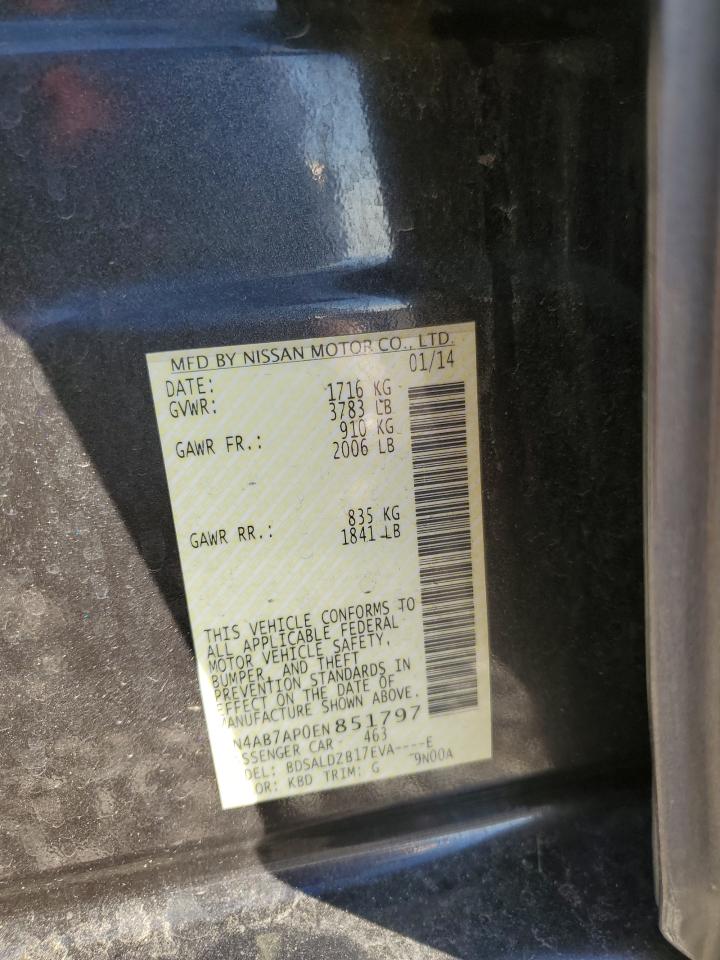 MFD BY NISSAN MOTOR CO., LTD.
DATE: 01/14
GVWR: 1716 KG
3783 LB
GAWR FR.: 910 KG
2006 LB
GAWR RR.: 835 KG
1841 LB
THIS VEHICLE CONFORMS TO
ALL APPLICABLE FEDERAL
MOTOR VEHICLE SAFETY,
BUMPER, AND THEFT
PREVENTION STANDARDS IN
EFFECT ON THE DATE OF
MANUFACTURE SHOWN ABOVE.
N4AB7AP0EN851797
SSENGER CAR 463
DEL: BDSALDZB17EVA----E
OR: KBD TRIM: G 9N00A